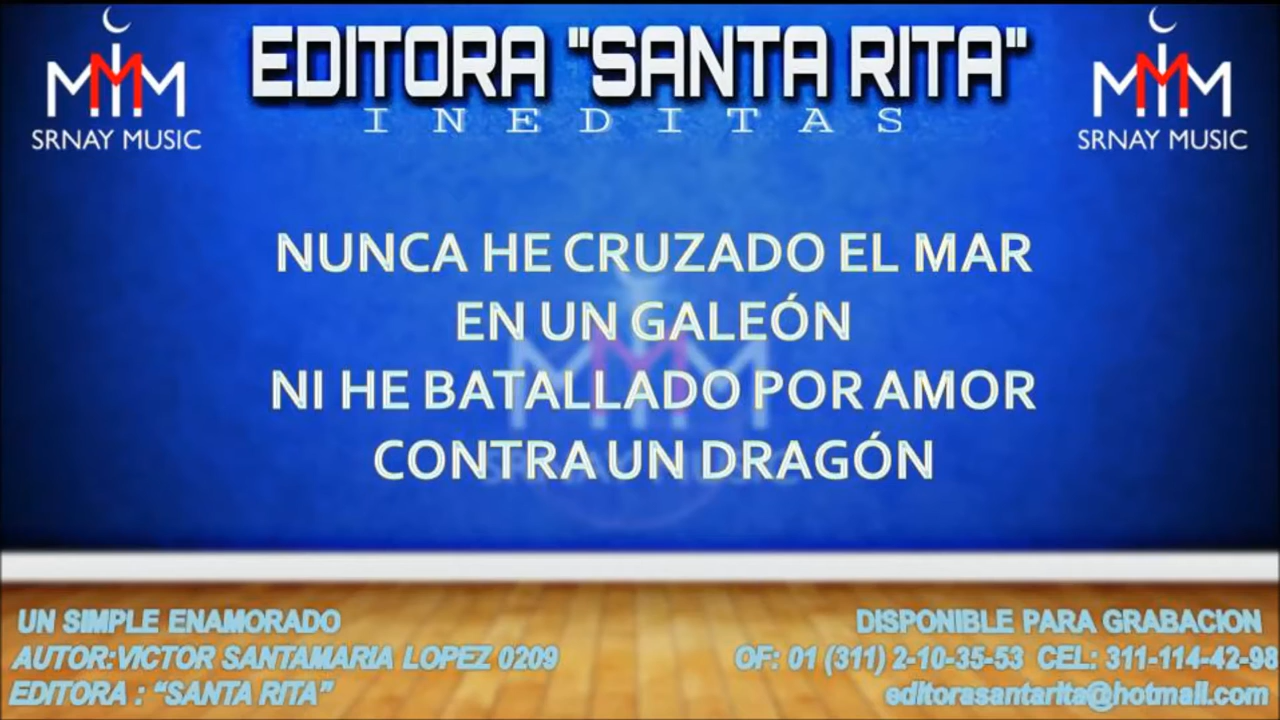 EDITORA "SANTA RITA"
INEDITAS
SRNAY MUSIC
SRNAY MUSIC
NUNCA HE CRUZADO EL MAR
EN UN GALEÓN
NI HE BATALLADO POR AMOR
CONTRA UN DRAGÓN
SRNAY MUSIC
UN SIMPLE ENAMORADO
AUTOR:VICTOR SANTAMARIA LOPEZ 0209
EDITORA : “SANTA RITA”
DISPONIBLE PARA GRABACION
OF: 01 (311) 2-10-35-53 CEL: 311-114-42-98
editorasantarita@hotmail.com